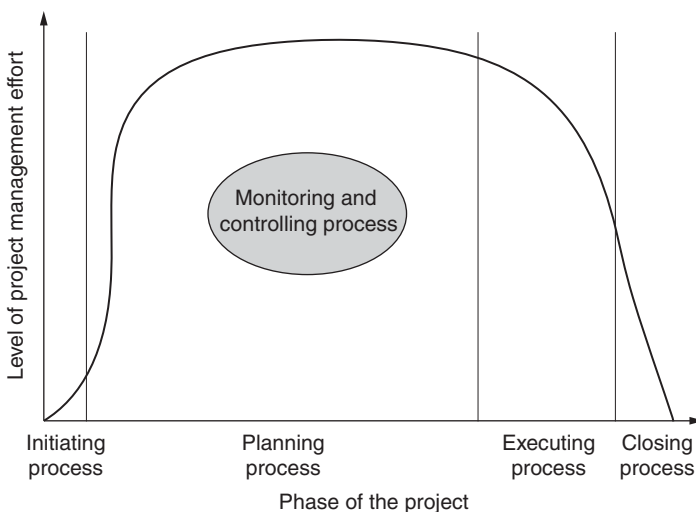 Level of project management effort
Monitoring and
controlling process
Initiating
process
Planning
process
Executing
process
Closing
process
Phase of the project